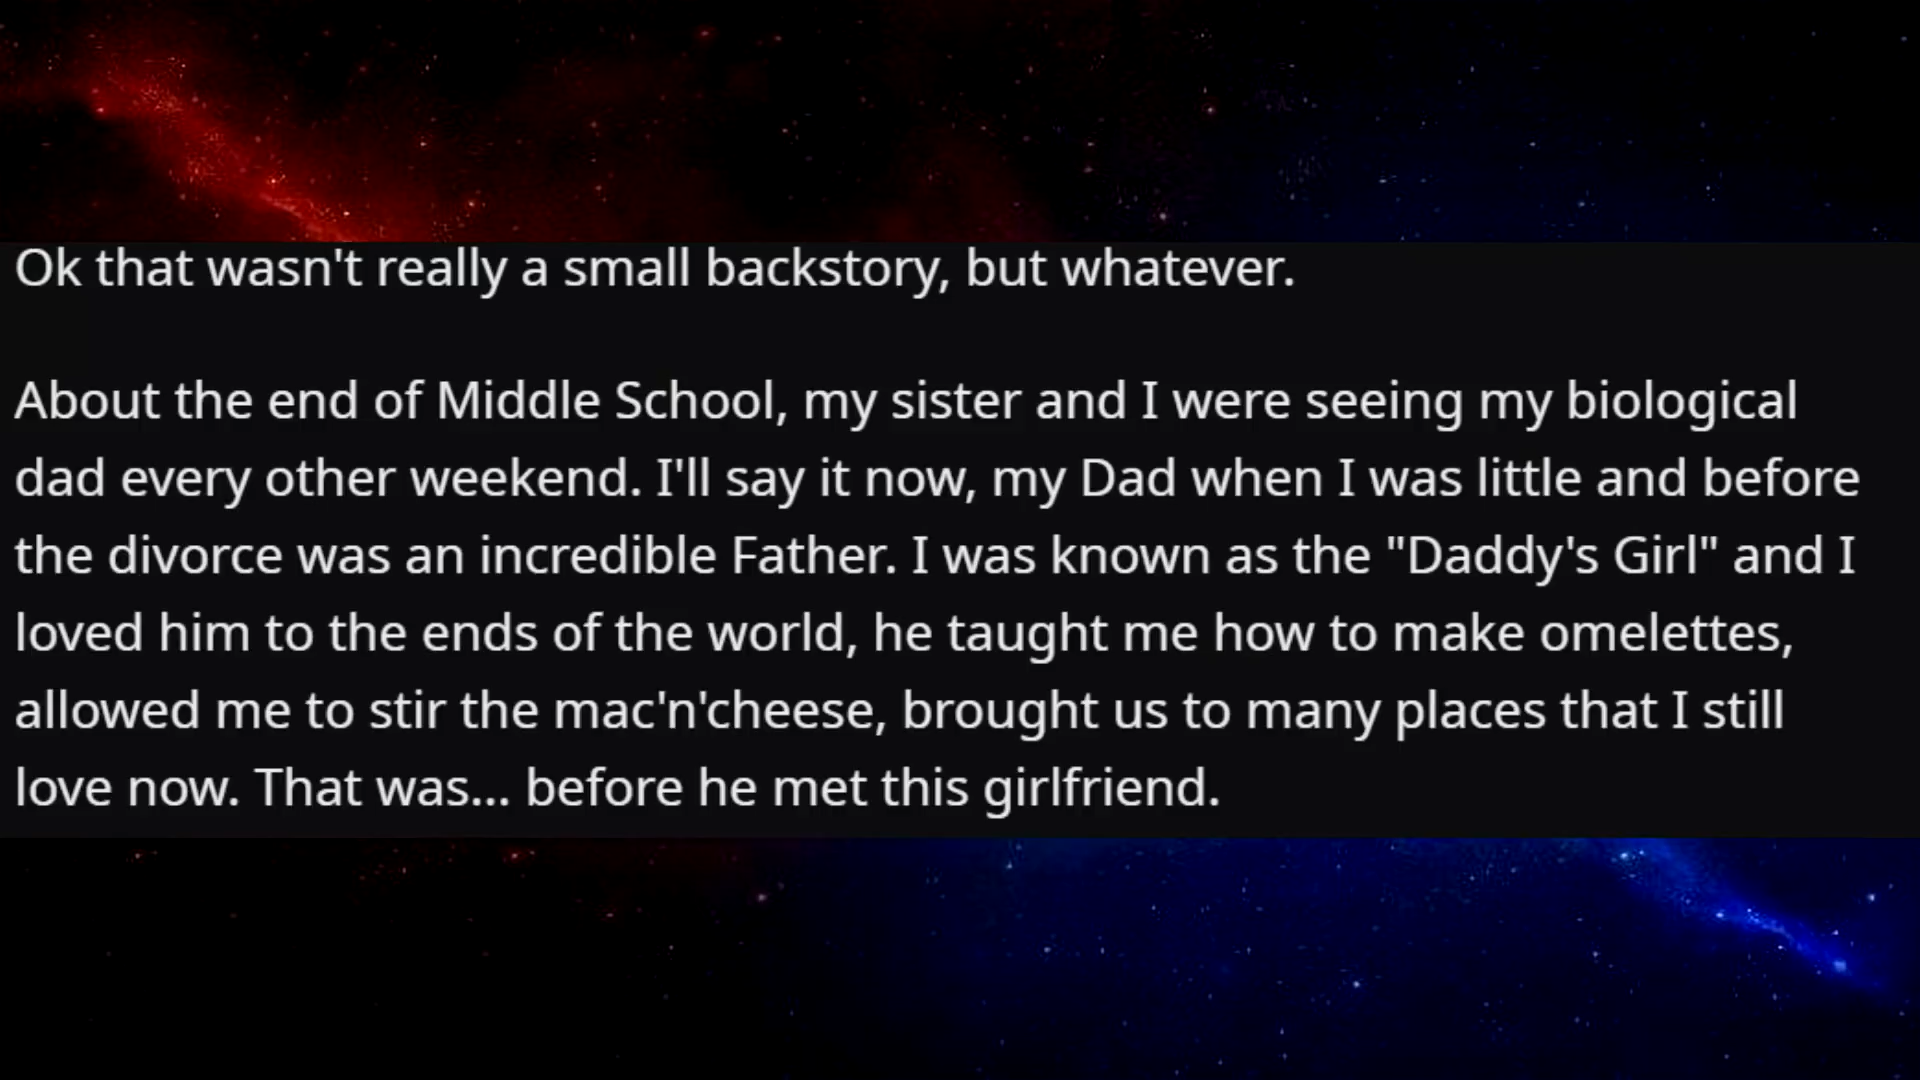 Ok that wasn't really a small backstory, but whatever.
About the end of Middle School, my sister and I were seeing my biological
dad every other weekend. I'll say it now, my Dad when I was little and before
the divorce was an incredible Father. I was known as the "Daddy's Girl" and I
loved him to the ends of the world, he taught me how to make omelettes,
allowed me to stir the mac'n'cheese, brought us to many places that I still
love now. That was... before he met this girlfriend.